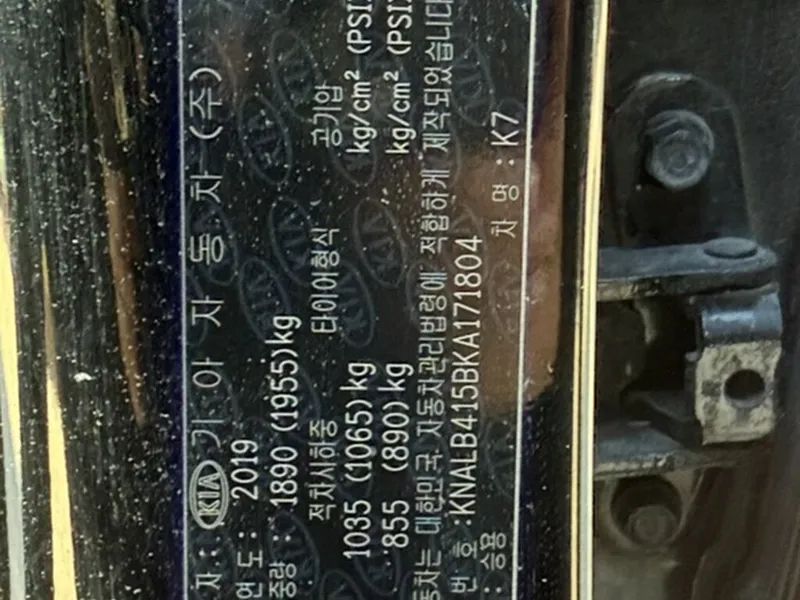 자 : KIA 기아자동차(주)
연도 : 2019
중량 : 1890 (1955)kg
적차시하중 타이어형식 공기압
1035 (1065)kg kg/cm² (PSI
855 (890)kg kg/cm² (PSI
동차는 대한민국 자동차관리법령에 적합하게 제작되었습니다
번호 : KNALB415BKA171804
: 승용 차명 : K7